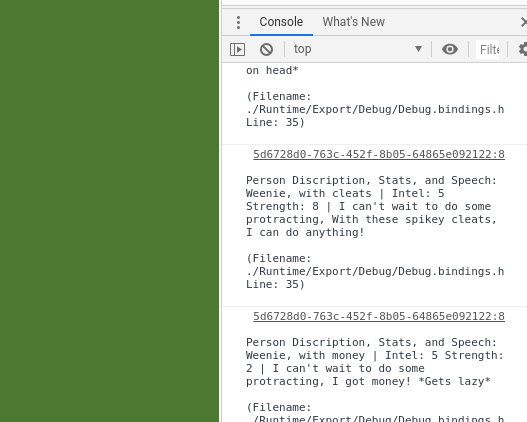 Console What's New
top Filte
on head*
(Filename:
./Runtime/Export/Debug/Debug.bindings.h
Line: 35)
5d6728d0-763c-452f-8b05-64865e092122:8
Person Discription, Stats, and Speech:
Weenie, with cleats | Intel: 5
Strength: 8 | I can't wait to do some
protracting, With these spikey cleats,
I can do anything!
(Filename:
./Runtime/Export/Debug/Debug.bindings.h
Line: 35)
5d6728d0-763c-452f-8b05-64865e092122:8
Person Discription, Stats, and Speech:
Weenie, with money | Intel: 5 Strength:
2 | I can't wait to do some
protracting, I got money! *Gets lazy*
(Filename:
./Runtime/Export/Debug/Debug.bindings.h